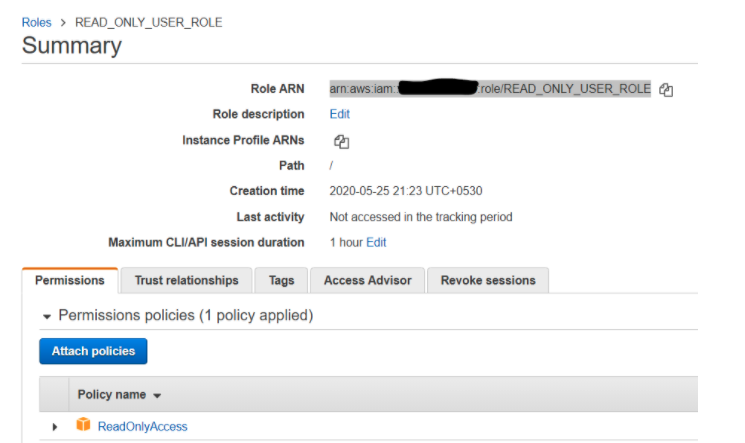 Roles > READ_ONLY_USER_ROLE
Summary
Role ARN arn:aws:iam: :role/READ_ONLY_USER_ROLE
Role description Edit
Instance Profile ARNs
Path /
Creation time 2020-05-25 21:23 UTC+0530
Last activity Not accessed in the tracking period
Maximum CLI/API session duration 1 hour Edit
Permissions Trust relationships Tags Access Advisor Revoke sessions
Permissions policies (1 policy applied)
Attach policies
Policy name
ReadOnlyAccess